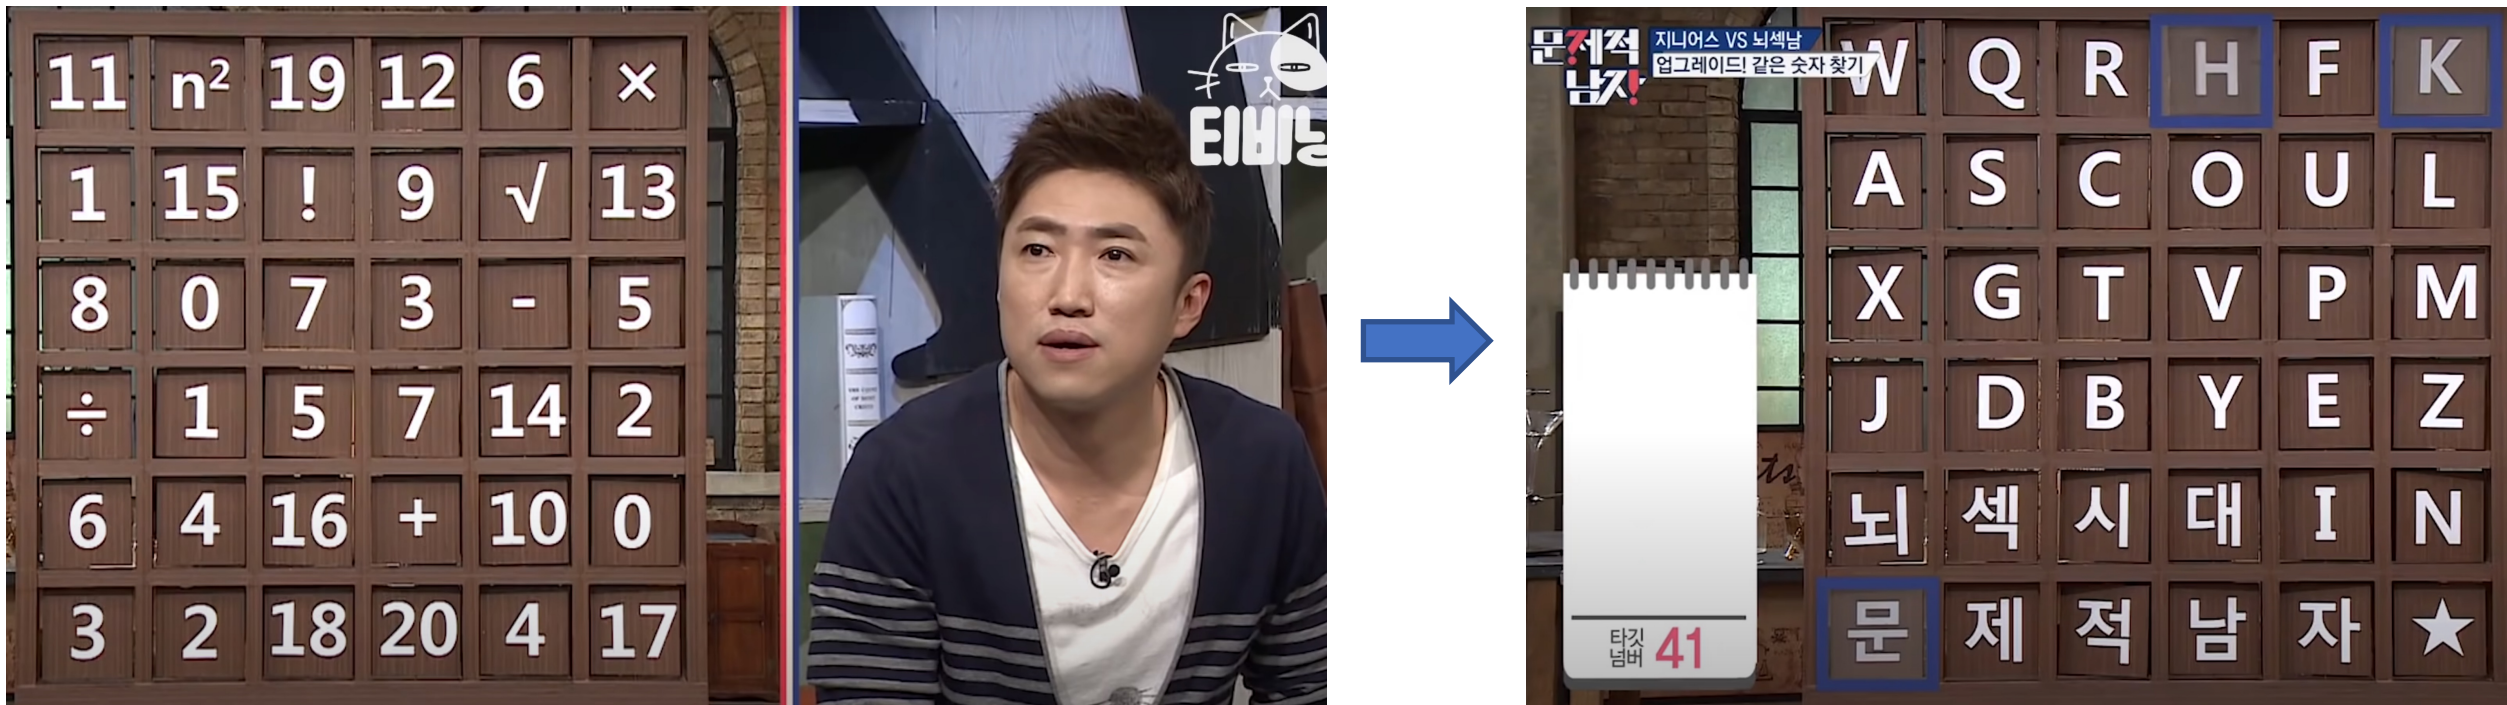 11 n² 19 12 6 ×
1 15 ! 9 √ 13
8 0 7 3 - 5
÷ 1 5 7 14 2
6 4 16 + 10 0
3 2 18 20 4 17
티비냥
문제적
남자!
지니어스 VS 뇌섹남
업그레이드! 같은 숫자 찾기
W Q R H F K
A S C O U L
X G T V P M
J D B Y E Z
뇌 섹 시 대 I N
문 제 적 남 자 ★
타깃
넘버 41